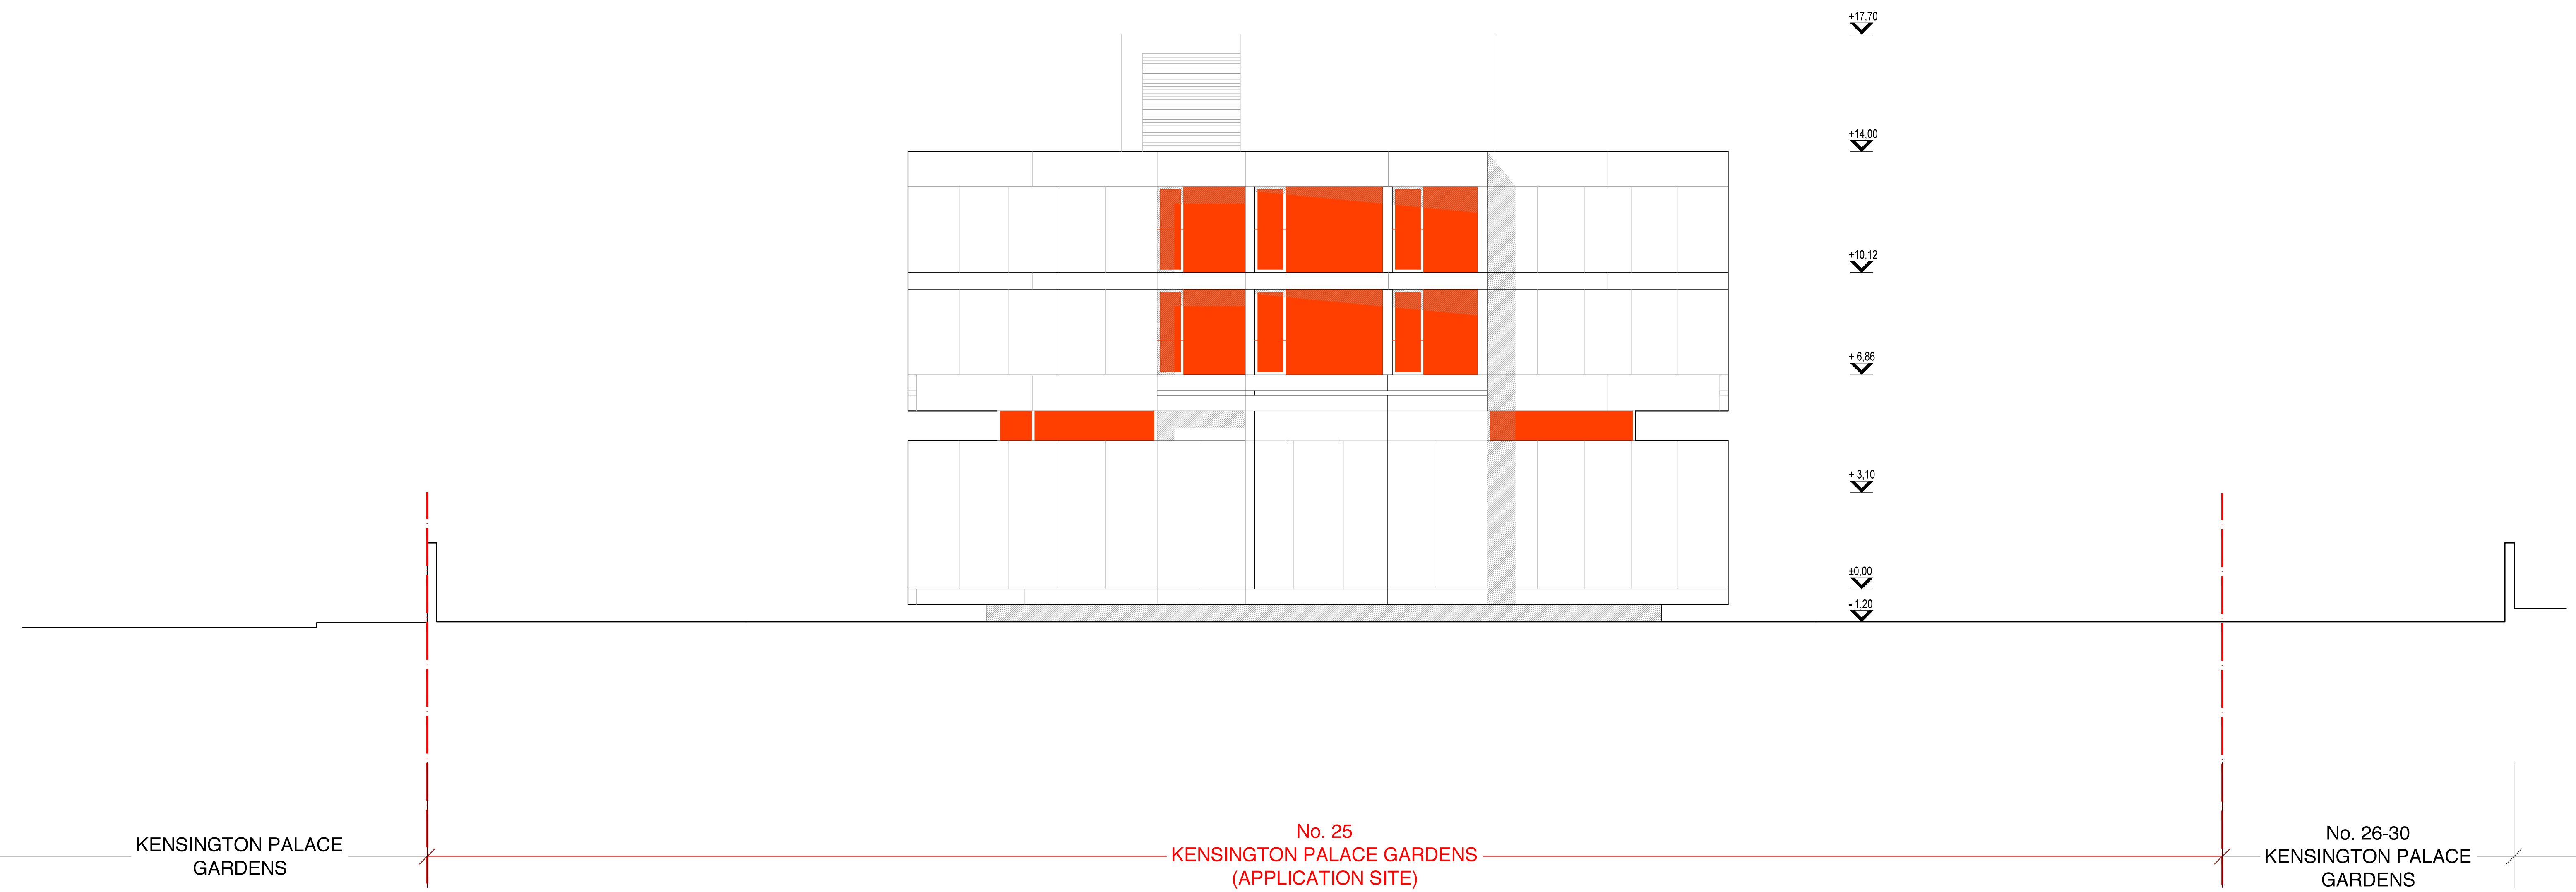 +17,70
+14,00
+10,12
+ 6,86
+ 3,10
±0,00
- 1,20
KENSINGTON PALACE
GARDENS
No. 25
KENSINGTON PALACE GARDENS
(APPLICATION SITE)
No. 26-30
KENSINGTON PALACE
GARDENS